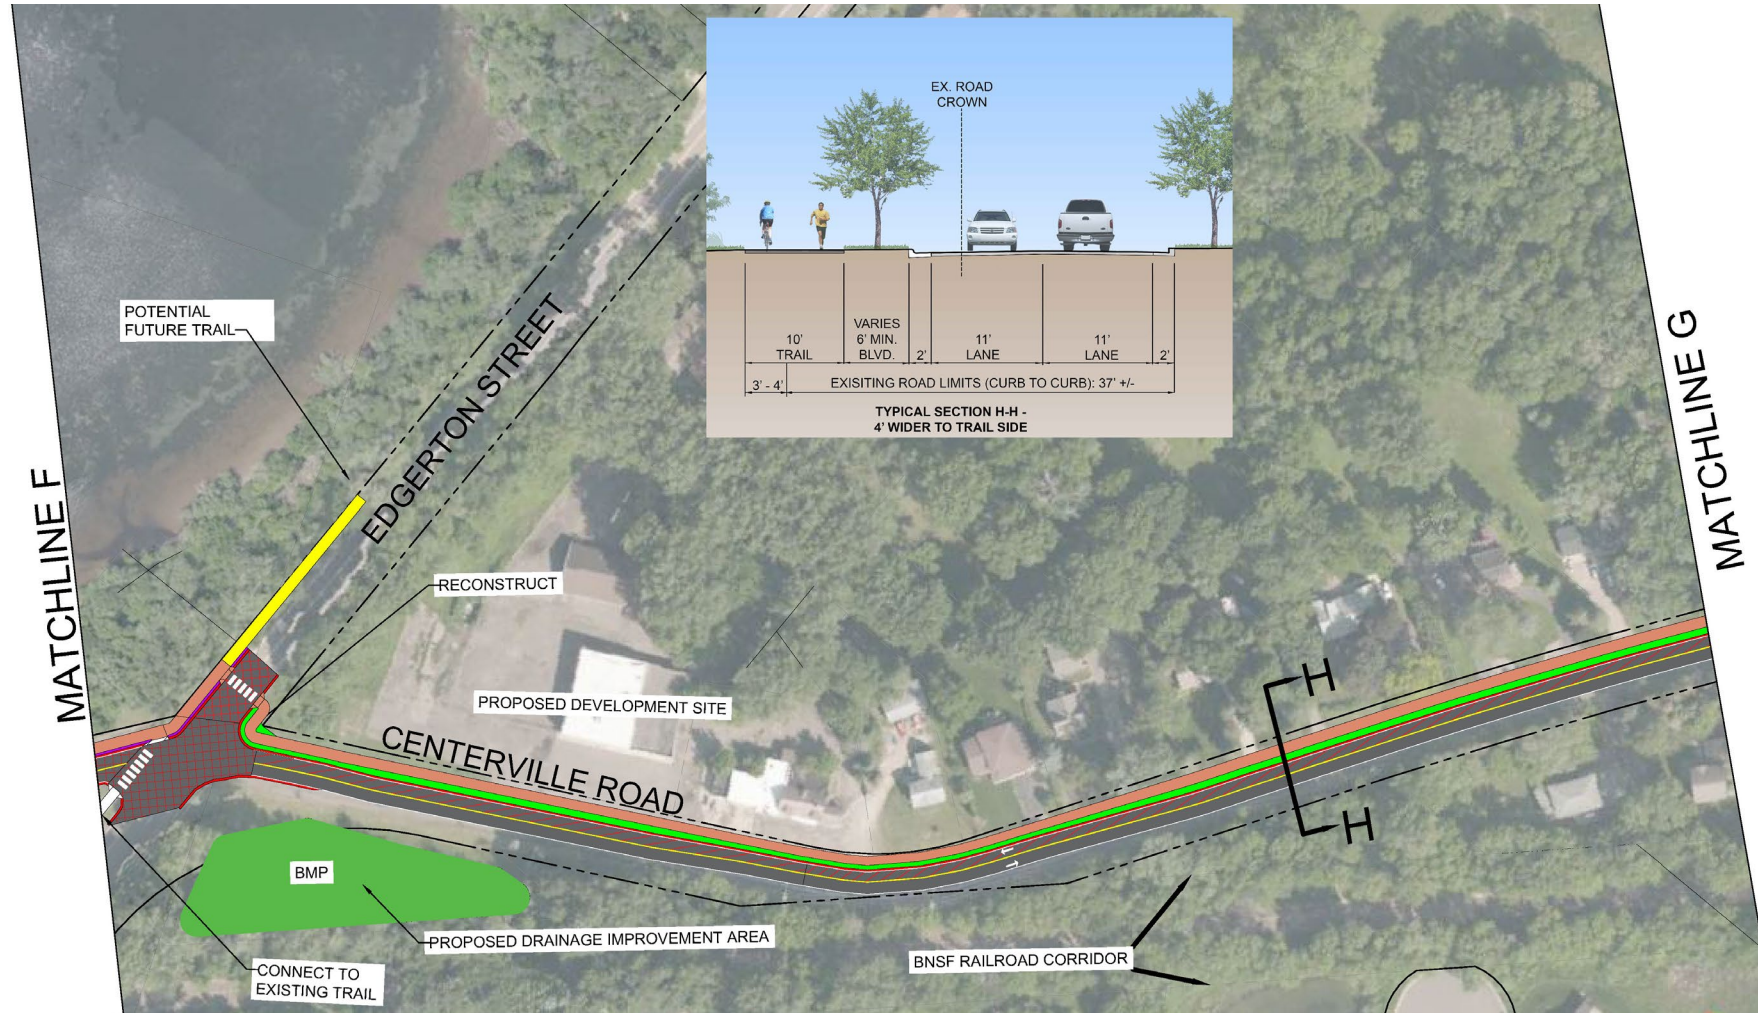 EX. ROAD
CROWN
10'
TRAIL
VARIES
6' MIN.
BLVD.
2'
11'
LANE
11'
LANE
2'
3' - 4'
EXISITING ROAD LIMITS (CURB TO CURB): 37' +/-
TYPICAL SECTION H-H -
4' WIDER TO TRAIL SIDE
POTENTIAL
FUTURE TRAIL
EDGERTON STREET
MATCHLINE F
MATCHLINE G
RECONSTRUCT
PROPOSED DEVELOPMENT SITE
CENTERVILLE ROAD
H
H
BMP
PROPOSED DRAINAGE IMPROVEMENT AREA
BNSF RAILROAD CORRIDOR
CONNECT TO
EXISTING TRAIL